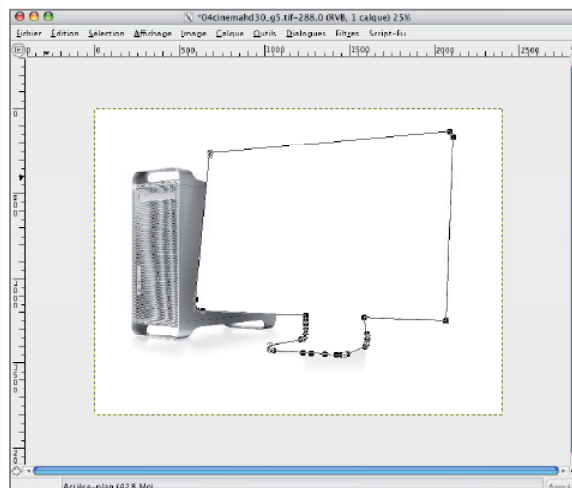 *04cinemahd30_g5.tif-288.0 (RVB, 1 calque) 25%
Fichier Édition Sélection Affichage Image Calque Outils Dialogues Filtres Script-Fu
0 500 1000 1500 2000 2500
0
500
1000
1500
Arrière-plan (42,8 Mo)